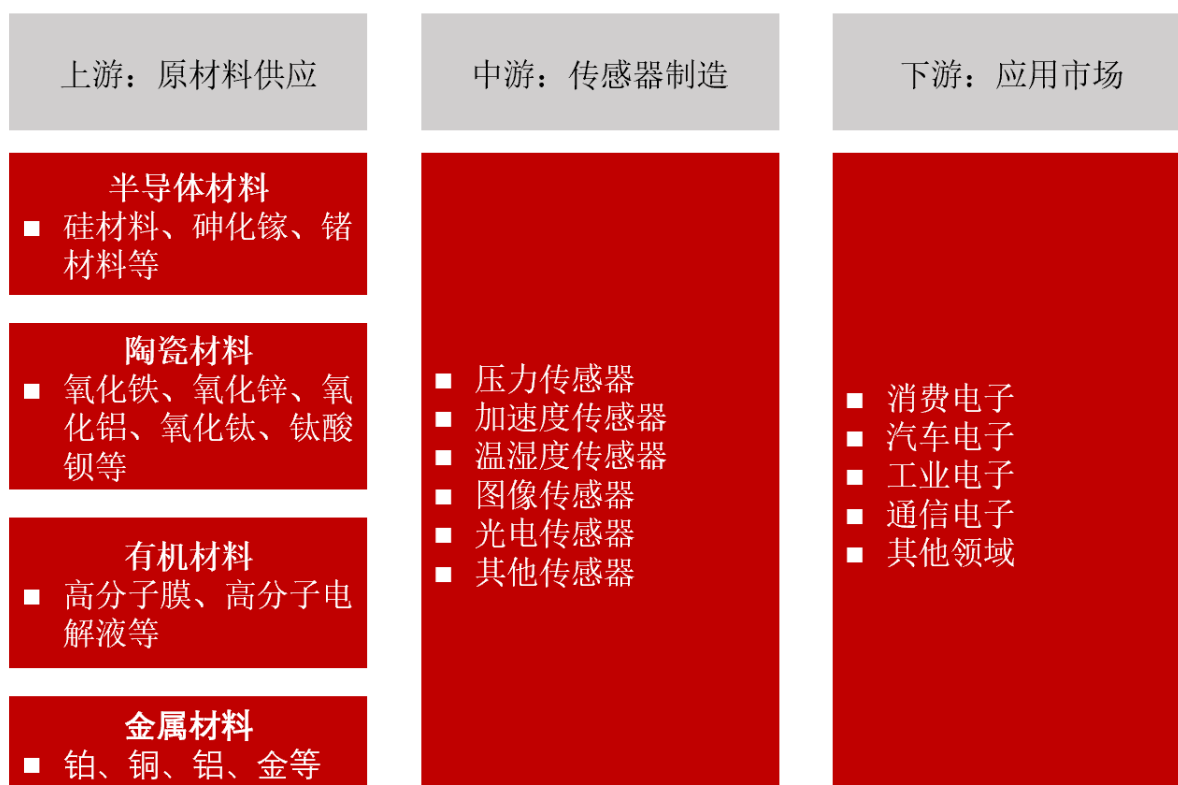 上游：原材料供应
半导体材料
■ 硅材料、砷化镓、锗
材料等
陶瓷材料
■ 氧化铁、氧化锌、氧
化铝、氧化钛、钛酸
钡等
有机材料
■ 高分子膜、高分子电
解液等
金属材料
■ 铂、铜、铝、金等
中游：传感器制造
■ 压力传感器
■ 加速度传感器
■ 温湿度传感器
■ 图像传感器
■ 光电传感器
■ 其他传感器
下游：应用市场
■ 消费电子
■ 汽车电子
■ 工业电子
■ 通信电子
■ 其他领域